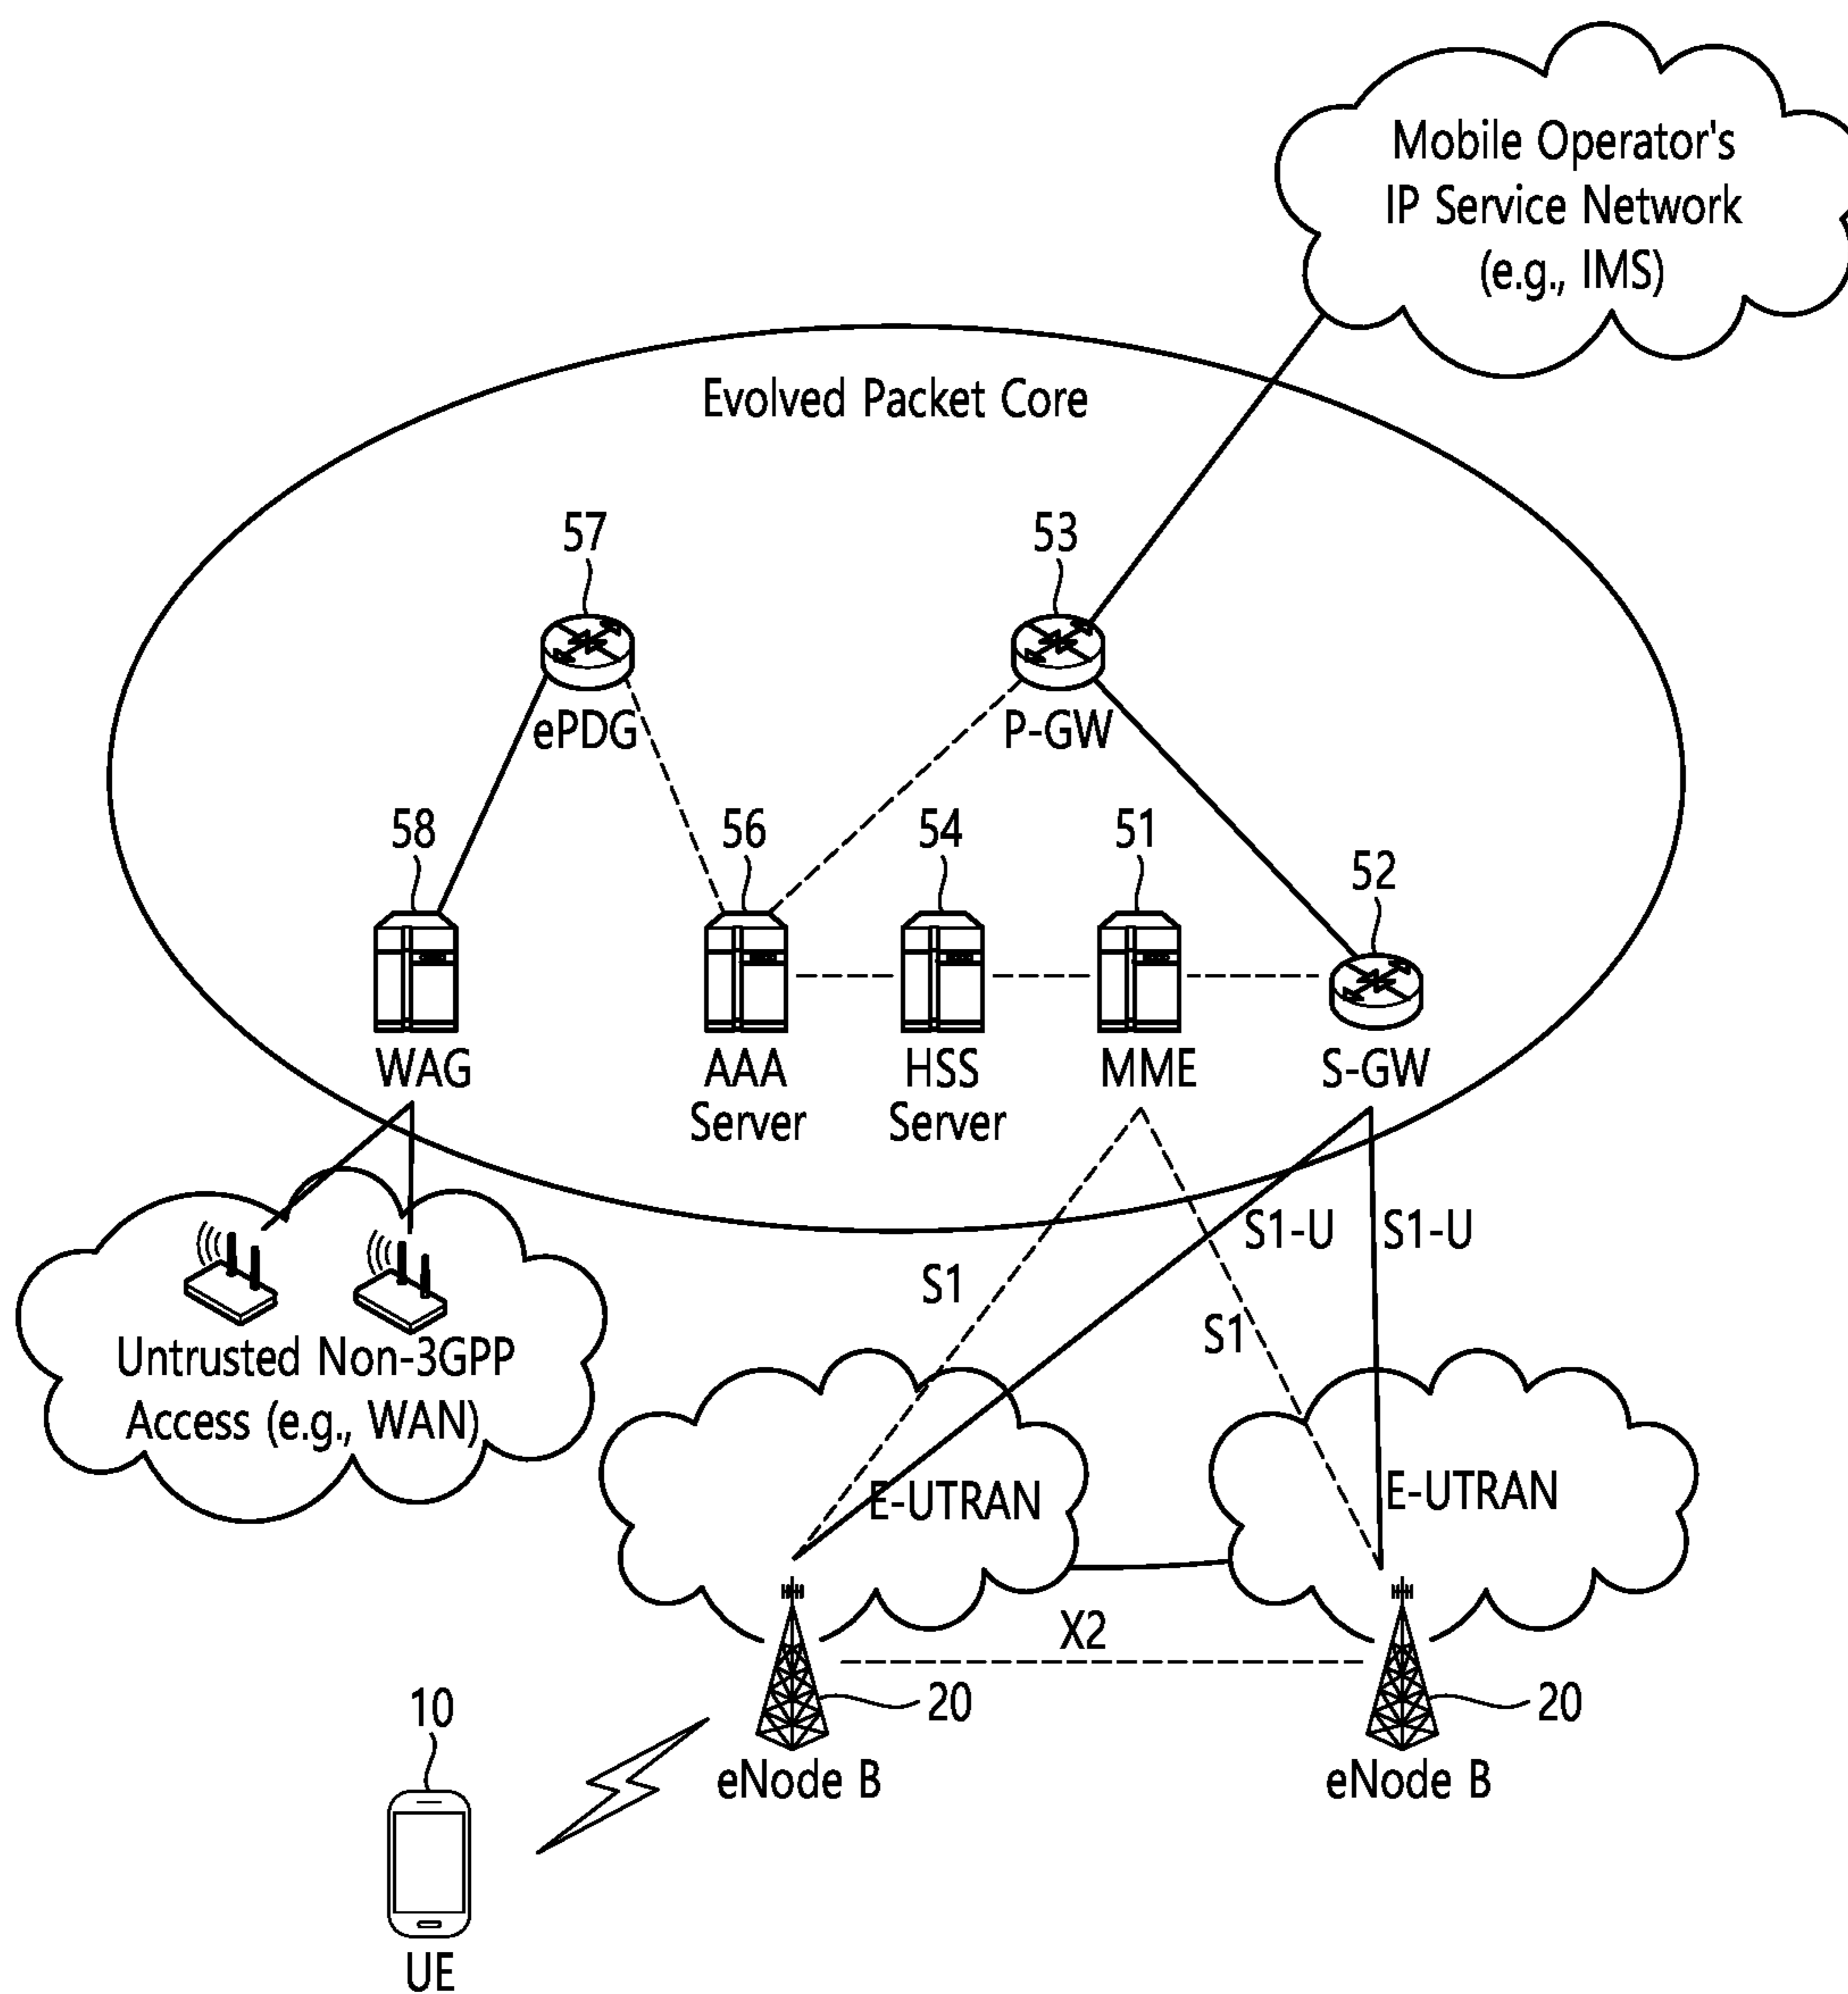 Mobile Operator's
IP Service Network
(e.g., IMS)
Evolved Packet Core
57
53
ePDG
P-GW
58
56
54
51
52
WAG
AAA
Server
HSS
Server
MME
S-GW
S1-U
S1-U
S1
S1
Untrusted Non-3GPP
Access (e.g., WAN)
E-UTRAN
E-UTRAN
X2
20
20
10
eNode B
eNode B
UE